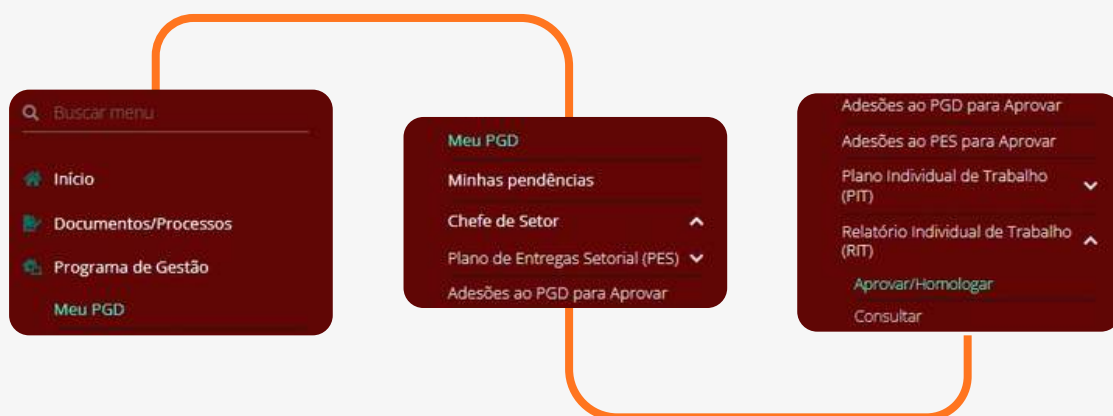 Buscar menu
Início
Documentos/Processos
Programa de Gestão
Meu PGD
Meu PGD
Minhas pendências
Chefe de Setor
Plano de Entregas Setorial (PES)
Adesões ao PGD para Aprovar
Adesões ao PGD para Aprovar
Adesões ao PES para Aprovar
Plano Individual de Trabalho
(PIT)
Relatório Individual de Trabalho
(RIT)
Aprovar/Homologar
Consultar